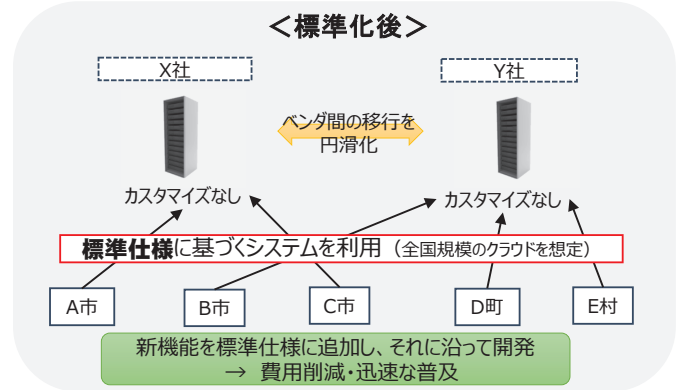 ＜標準化後＞
X社
Y社
ベンダ間の移行を
円滑化
カスタマイズなし
カスタマイズなし
標準仕様に基づくシステムを利用（全国規模のクラウドを想定）
A市
B市
C市
D町
E村
新機能を標準仕様に追加し、それに沿って開発
→ 費用削減・迅速な普及